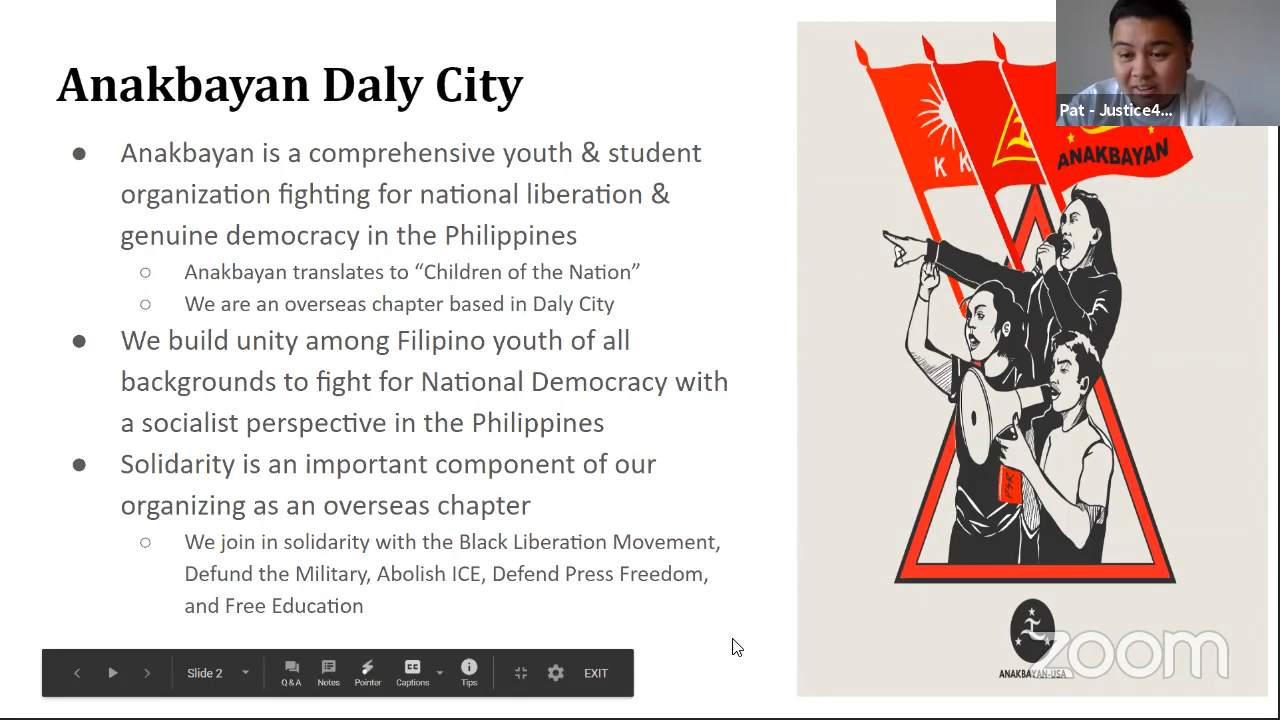 Anakbayan Daly City
● Anakbayan is a comprehensive youth & student
organization fighting for national liberation &
genuine democracy in the Philippines
○ Anakbayan translates to “Children of the Nation”
○ We are an overseas chapter based in Daly City
● We build unity among Filipino youth of all
backgrounds to fight for National Democracy with
a socialist perspective in the Philippines
● Solidarity is an important component of our
organizing as an overseas chapter
○ We join in solidarity with the Black Liberation Movement,
Defund the Military, Abolish ICE, Defend Press Freedom,
and Free Education
Pat - Justice4...
K K
ANAKBAYAN
PSR
ANAKBAYAN-USA
zoom
Slide 2
Q & A
Notes
Pointer
CC
Captions
Tips
EXIT